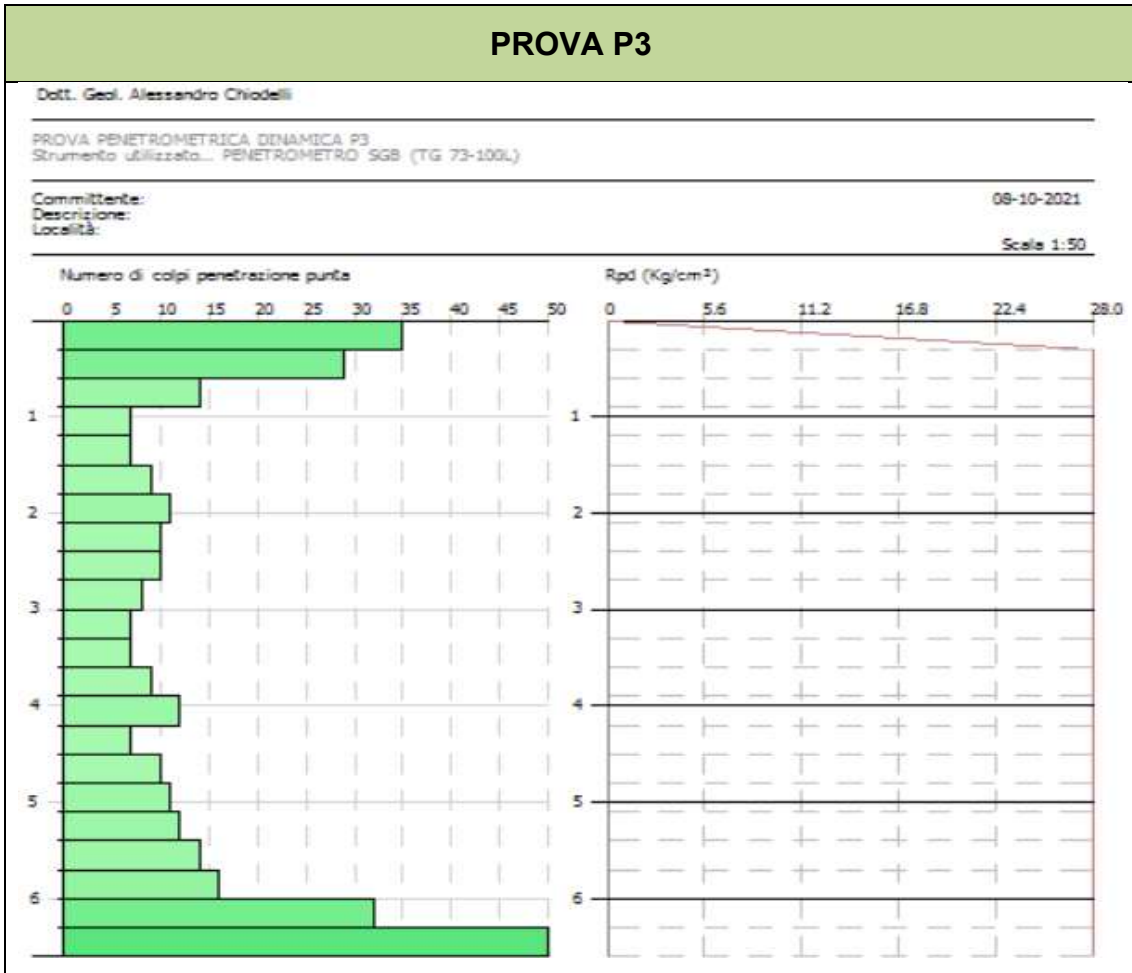 PROVA P3
Dott. Geol. Alessandro Chiodelli
PROVA PENETROMETRICA DINAMICA P3
Strumento utilizzato... PENETROMETRO SGB (TG 73-100L)
Committente: 08-10-2021
Descrizione:
Località:
Scala 1:50
Numero di colpi penetrazione punta Rpd (Kg/cm²)
0 5 10 15 20 25 30 35 40 45 50 0 5.6 11.2 16.8 22.4 28.0
1 1
2 2
3 3
4 4
5 5
6 6